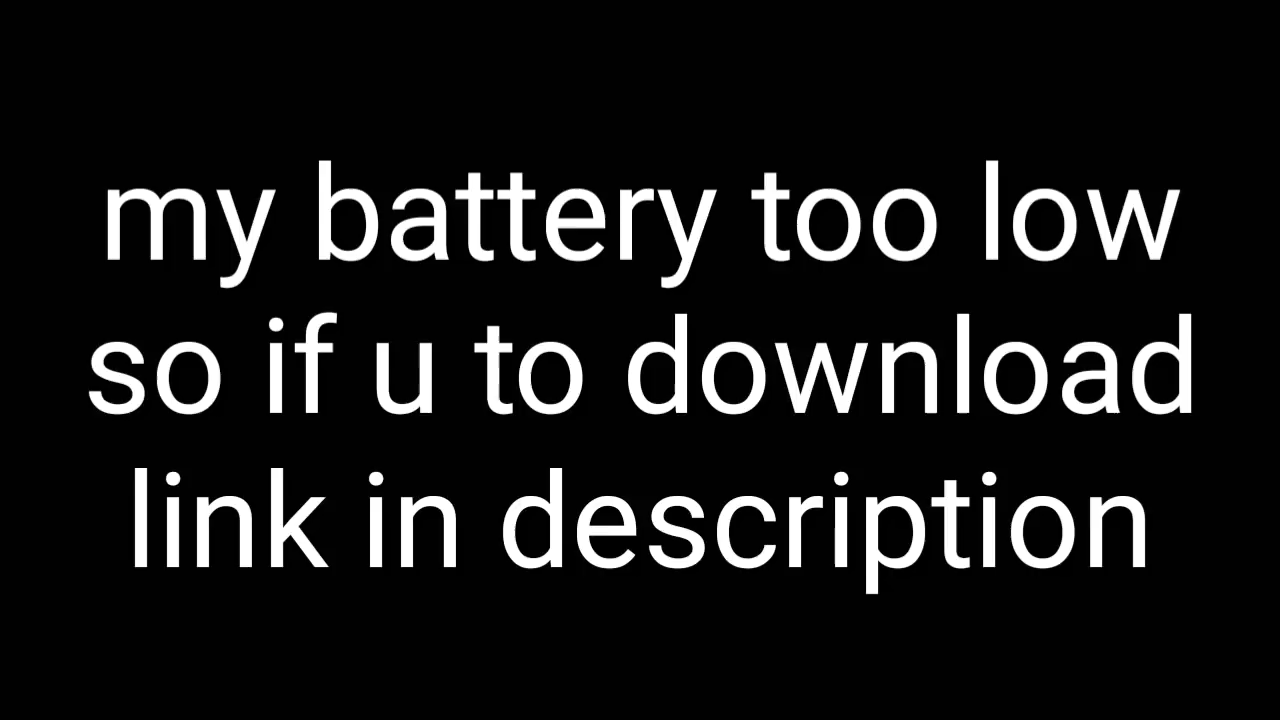 my battery too low
so if u to download
link in description